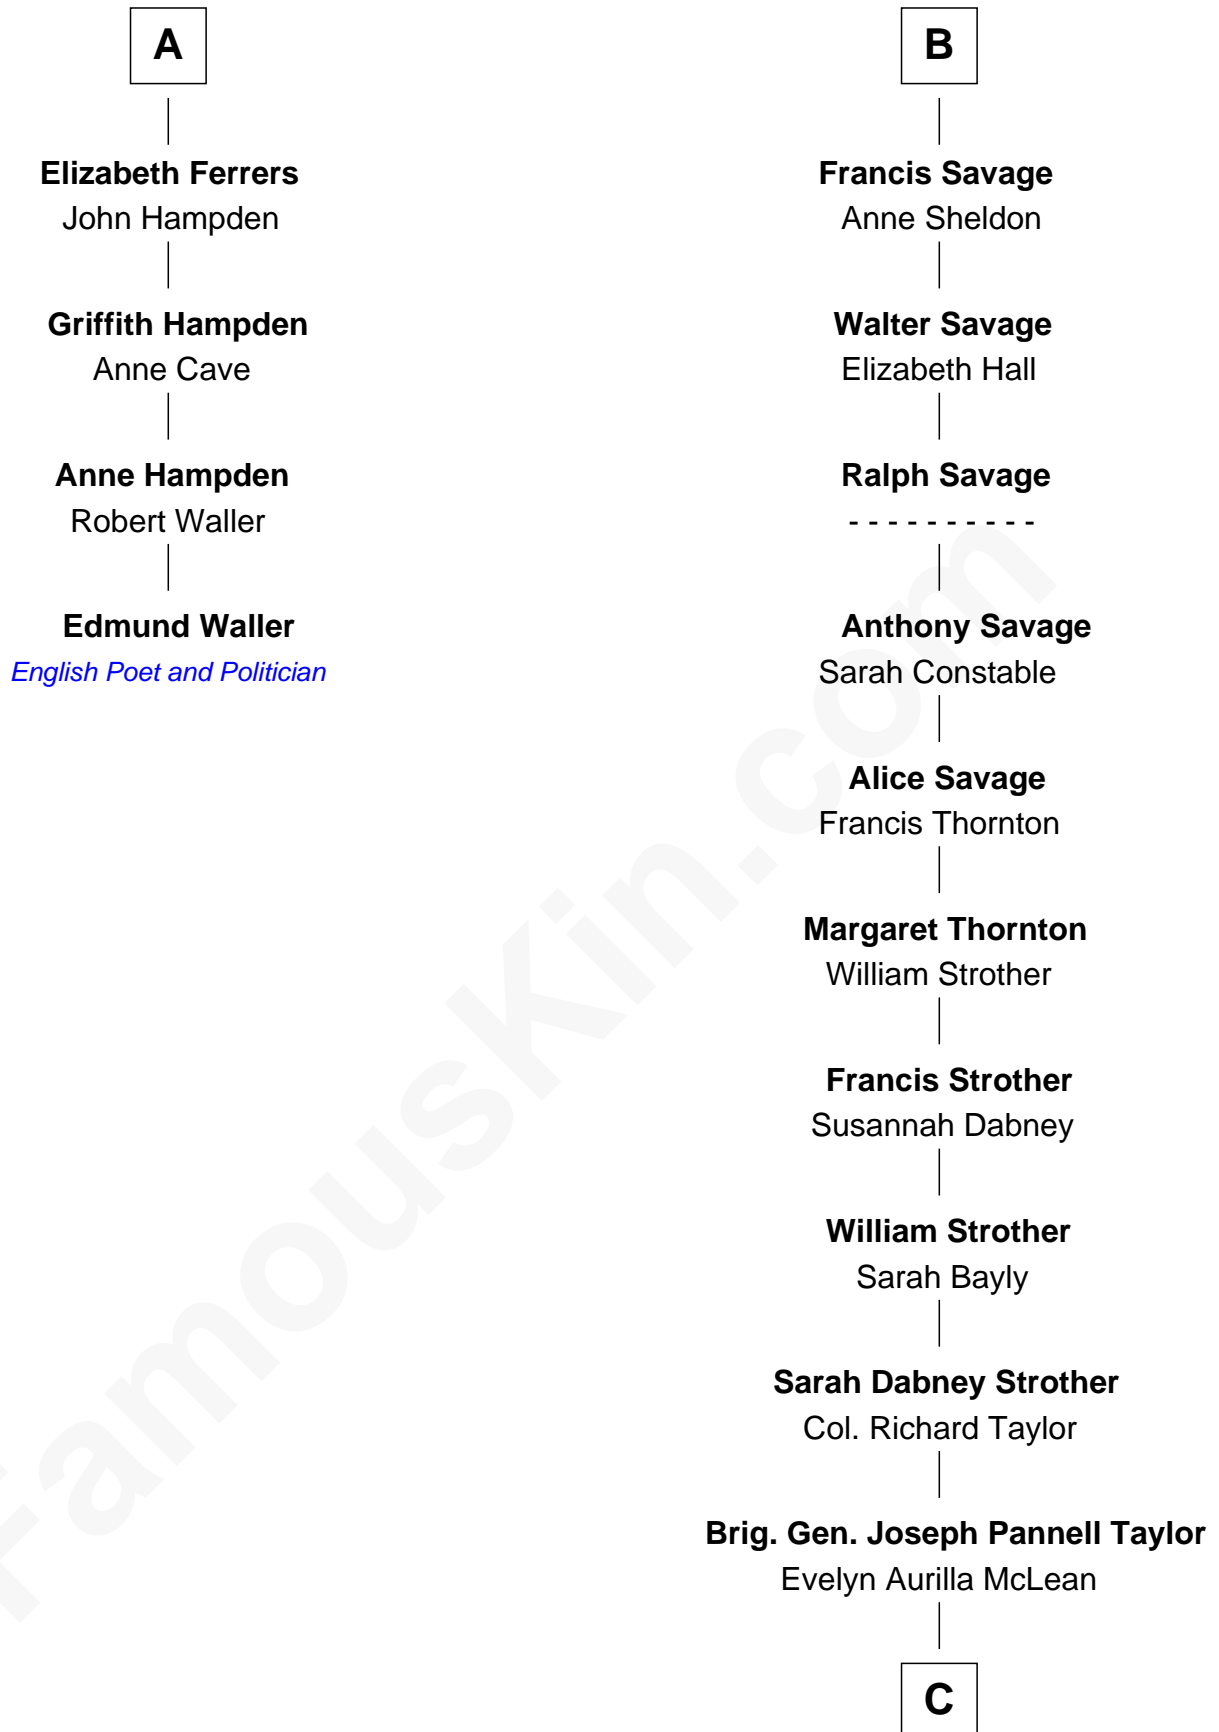 A
Elizabeth Ferrers
John Hampden
Griffith Hampden
Anne Cave
Anne Hampden
Robert Waller
Edmund Waller
English Poet and Politician
B
Francis Savage
Anne Sheldon
Walter Savage
Elizabeth Hall
Ralph Savage
- - - - - - - - - -
Anthony Savage
Sarah Constable
Alice Savage
Francis Thornton
Margaret Thornton
William Strother
Francis Strother
Susannah Dabney
William Strother
Sarah Bayly
Sarah Dabney Strother
Col. Richard Taylor
Brig. Gen. Joseph Pannell Taylor
Evelyn Aurilla McLean
C
FamousKin.com